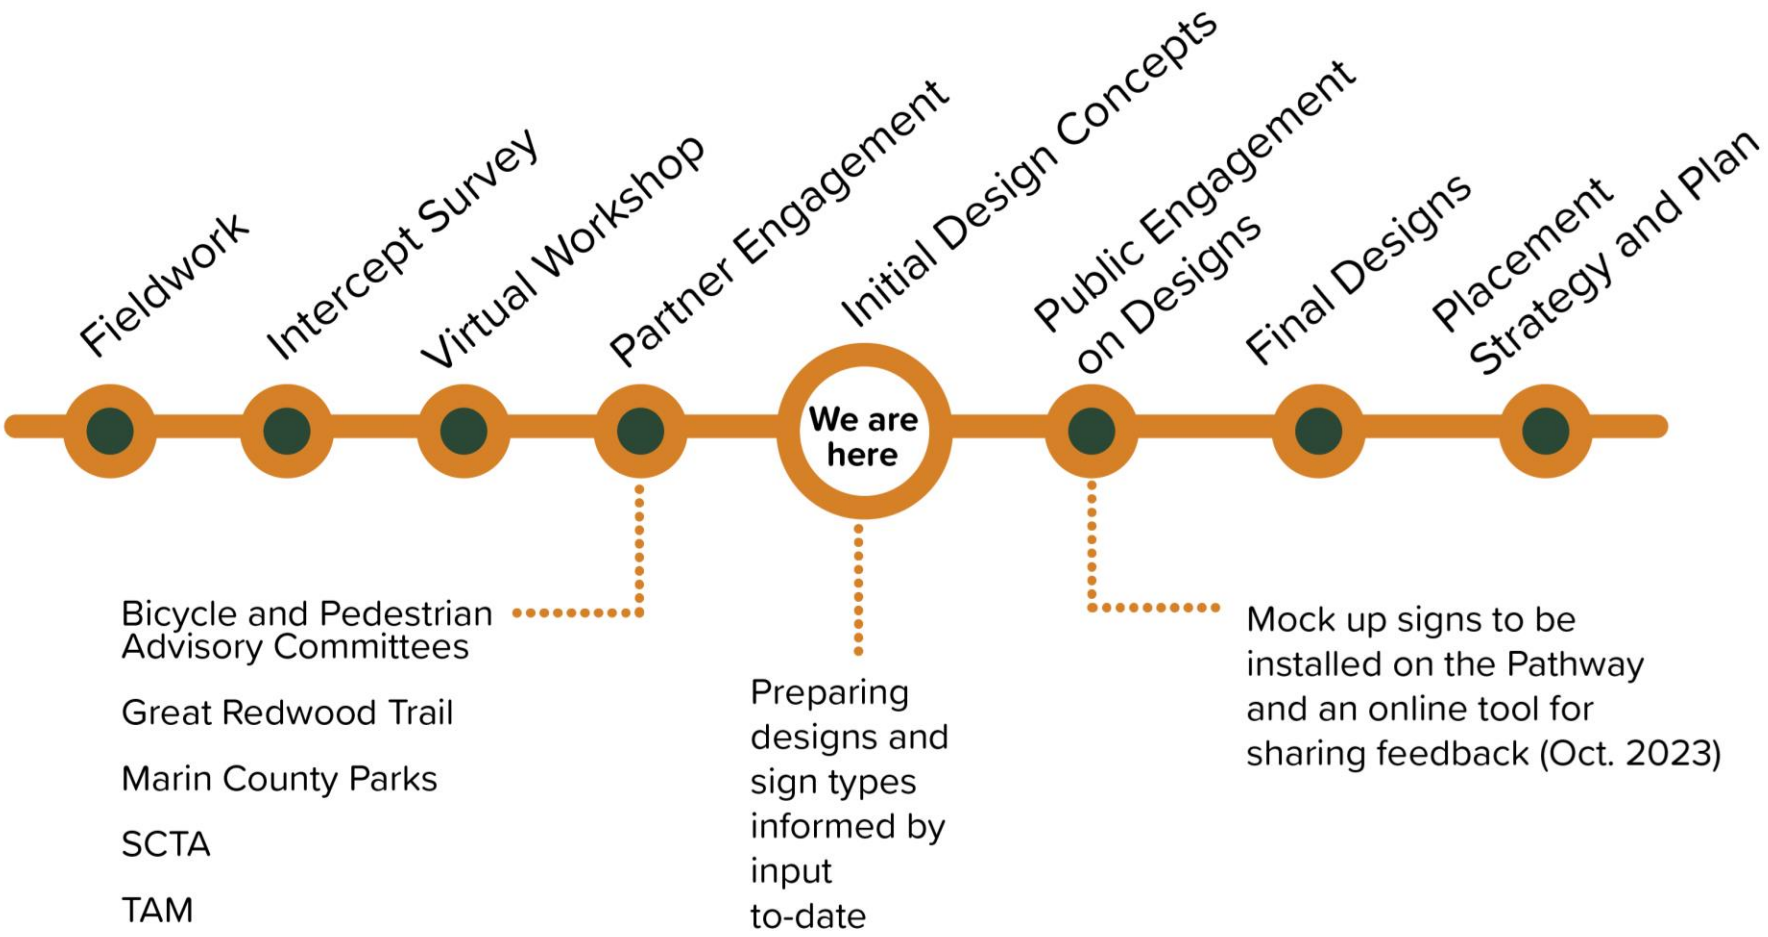 Fieldwork
Intercept Survey
Virtual Workshop
Partner Engagement
Initial Design Concepts
Public Engagement
on Designs
Final Designs
Placement
Strategy and Plan
We are
here
Bicycle and Pedestrian
Advisory Committees
Great Redwood Trail
Marin County Parks
SCTA
TAM
Preparing
designs and
sign types
informed by
input
to-date
Mock up signs to be
installed on the Pathway
and an online tool for
sharing feedback (Oct. 2023)